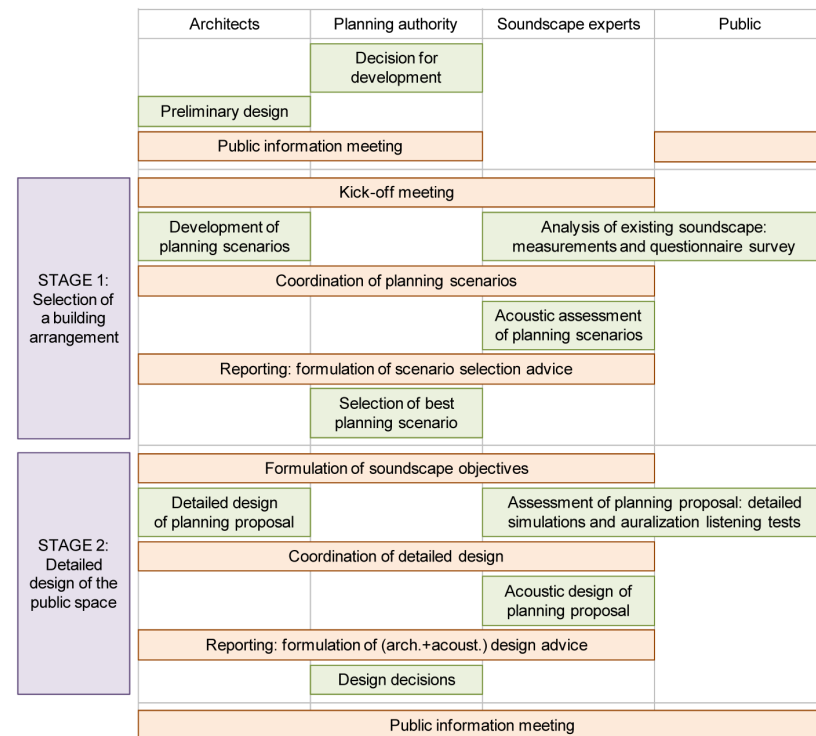 Architects
Planning authority
Soundscape experts
Public
Decision for
development
Preliminary design
Public information meeting
Kick-off meeting
Development of
planning scenarios
Analysis of existing soundscape:
measurements and questionnaire survey
STAGE 1:
Selection of
a building
arrangement
Coordination of planning scenarios
Acoustic assessment
of planning scenarios
Reporting: formulation of scenario selection advice
Selection of best
planning scenario
Formulation of soundscape objectives
Detailed design
of planning proposal
Assessment of planning proposal: detailed
simulations and auralization listening tests
STAGE 2:
Detailed
design of the
public space
Coordination of detailed design
Acoustic design of
planning proposal
Reporting: formulation of (arch.+acoust.) design advice
Design decisions
Public information meeting